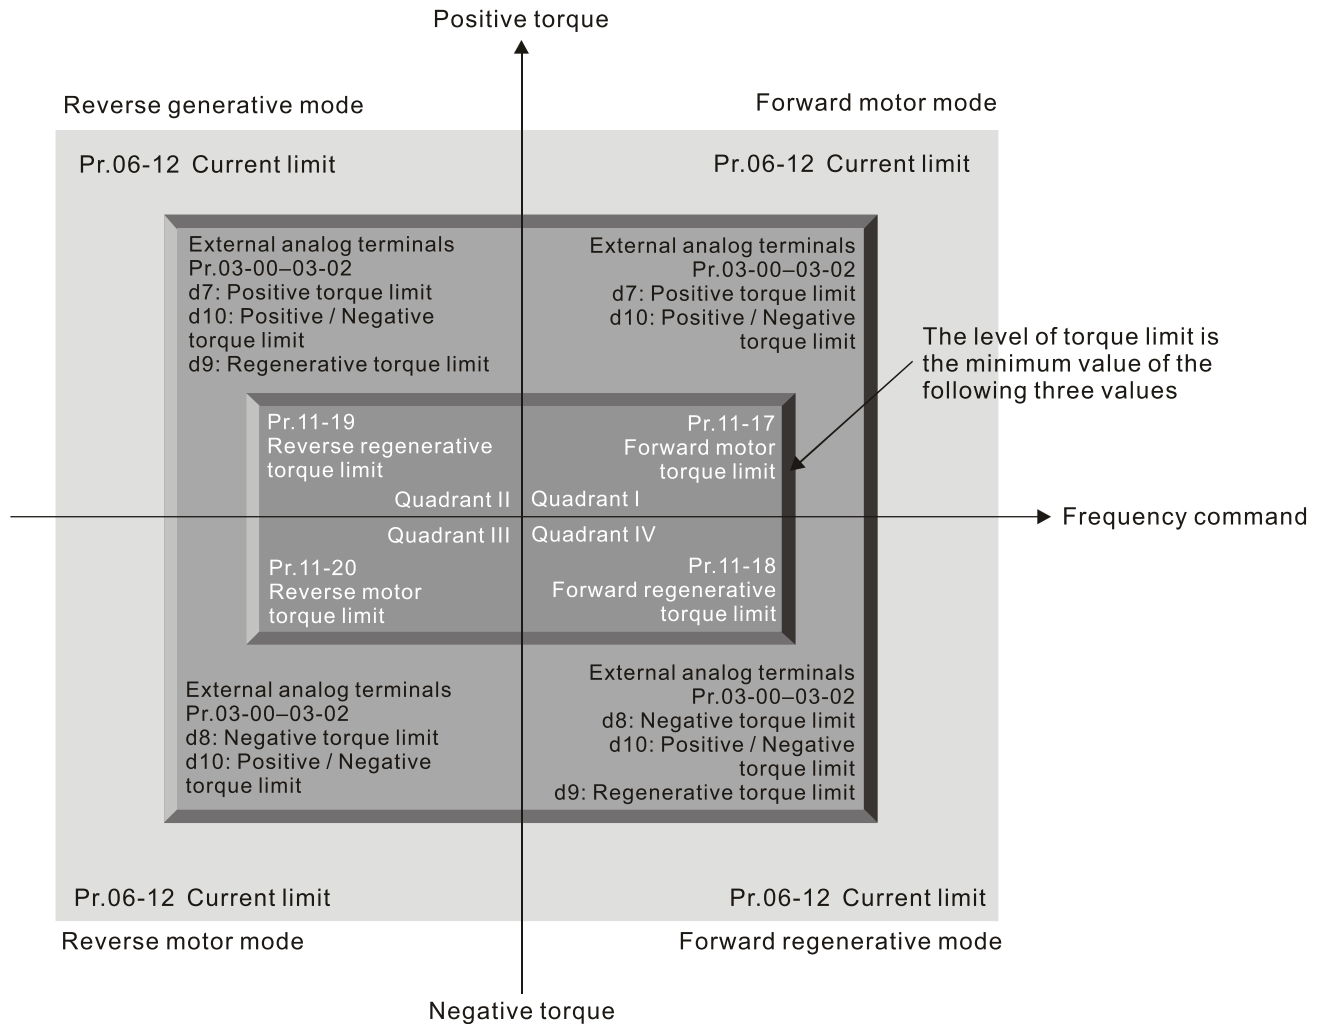 Positive torque
Reverse generative mode
Forward motor mode
Pr.06-12 Current limit
Pr.06-12 Current limit
External analog terminals
Pr.03-00–03-02
d7: Positive torque limit
d10: Positive / Negative
torque limit
d9: Regenerative torque limit
External analog terminals
Pr.03-00–03-02
d7: Positive torque limit
d10: Positive / Negative
torque limit
The level of torque limit is
the minimum value of the
following three values
Pr.11-19
Reverse regenerative
torque limit
Quadrant II
Pr.11-17
Forward motor
torque limit
Quadrant I
Frequency command
Quadrant III
Pr.11-20
Reverse motor
torque limit
Quadrant IV
Pr.11-18
Forward regenerative
torque limit
External analog terminals
Pr.03-00–03-02
d8: Negative torque limit
d10: Positive / Negative
torque limit
External analog terminals
Pr.03-00–03-02
d8: Negative torque limit
d10: Positive / Negative
torque limit
d9: Regenerative torque limit
Pr.06-12 Current limit
Pr.06-12 Current limit
Reverse motor mode
Forward regenerative mode
Negative torque